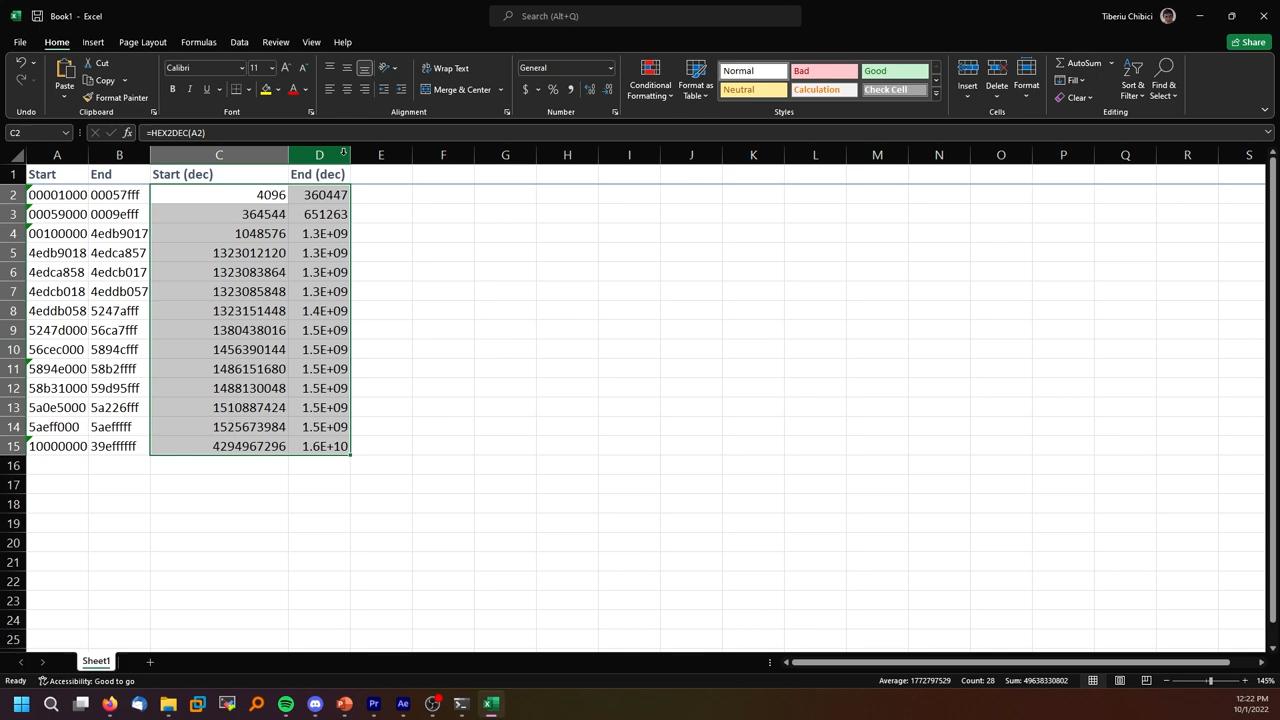 Book1 - Excel
Search (Alt+Q)
Tiberiu Chibici
File Home Insert Page Layout Formulas Data Review View Help
Share
Paste
Cut
Copy
Format Painter
Calibri 11
Wrap Text
Merge & Center
General
Conditional Formatting
Format as Table
Normal Bad Good
Neutral Calculation Check Cell
Insert
Delete
Format
AutoSum
Fill
Clear
Sort & Filter
Find & Select
Undo Clipboard Font Alignment Number Styles Cells Editing
C2 fx =HEX2DEC(A2)
A B C D E F G H I J K L M N O P Q R S
1 Start End Start (dec) End (dec)
2 00001000 00057fff 4096 360447
3 00059000 0009efff 364544 651263
4 00100000 4edb9017 1048576 1.3E+09
5 4edb9018 4edca857 1323012120 1.3E+09
6 4edca858 4edcb017 1323083864 1.3E+09
7 4edcb018 4eddb057 1323085848 1.3E+09
8 4eddb058 5247afff 1323151448 1.4E+09
9 5247d000 56ca7fff 1380438016 1.5E+09
10 56cec000 5894cfff 1456390144 1.5E+09
11 5894e000 58b2ffff 1486151680 1.5E+09
12 58b31000 59d95fff 1488130048 1.5E+09
13 5a0e5000 5a226fff 1510887424 1.5E+09
14 5aeff000 5aefffff 1525673984 1.5E+09
15 10000000 39efffffff 4294967296 1.6E+10
16
17
18
19
20
21
22
23
24
25
Sheet1
Ready Accessibility: Good to go Average: 1772797529 Count: 28 Sum: 49638330802 145%
12:22 PM
10/1/2022